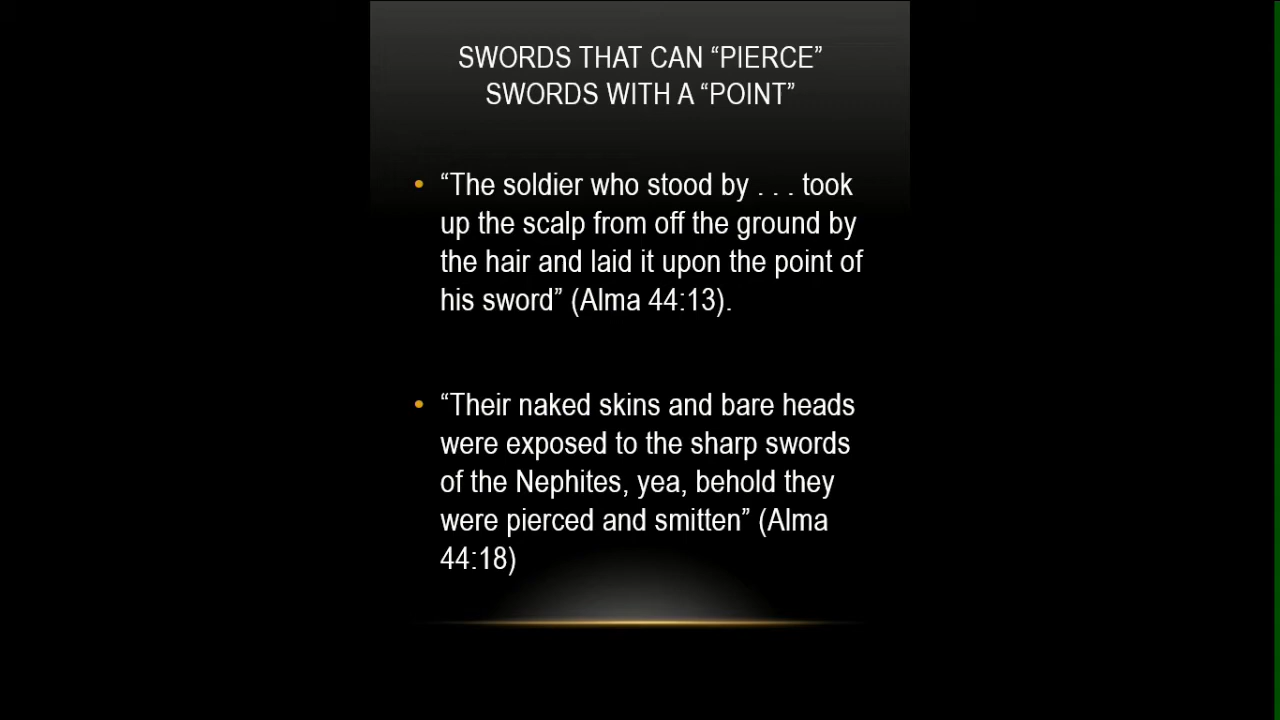 SWORDS THAT CAN “PIERCE”
SWORDS WITH A “POINT”
• “The soldier who stood by . . . took
up the scalp from off the ground by
the hair and laid it upon the point of
his sword” (Alma 44:13).
• “Their naked skins and bare heads
were exposed to the sharp swords
of the Nephites, yea, behold they
were pierced and smitten” (Alma
44:18)